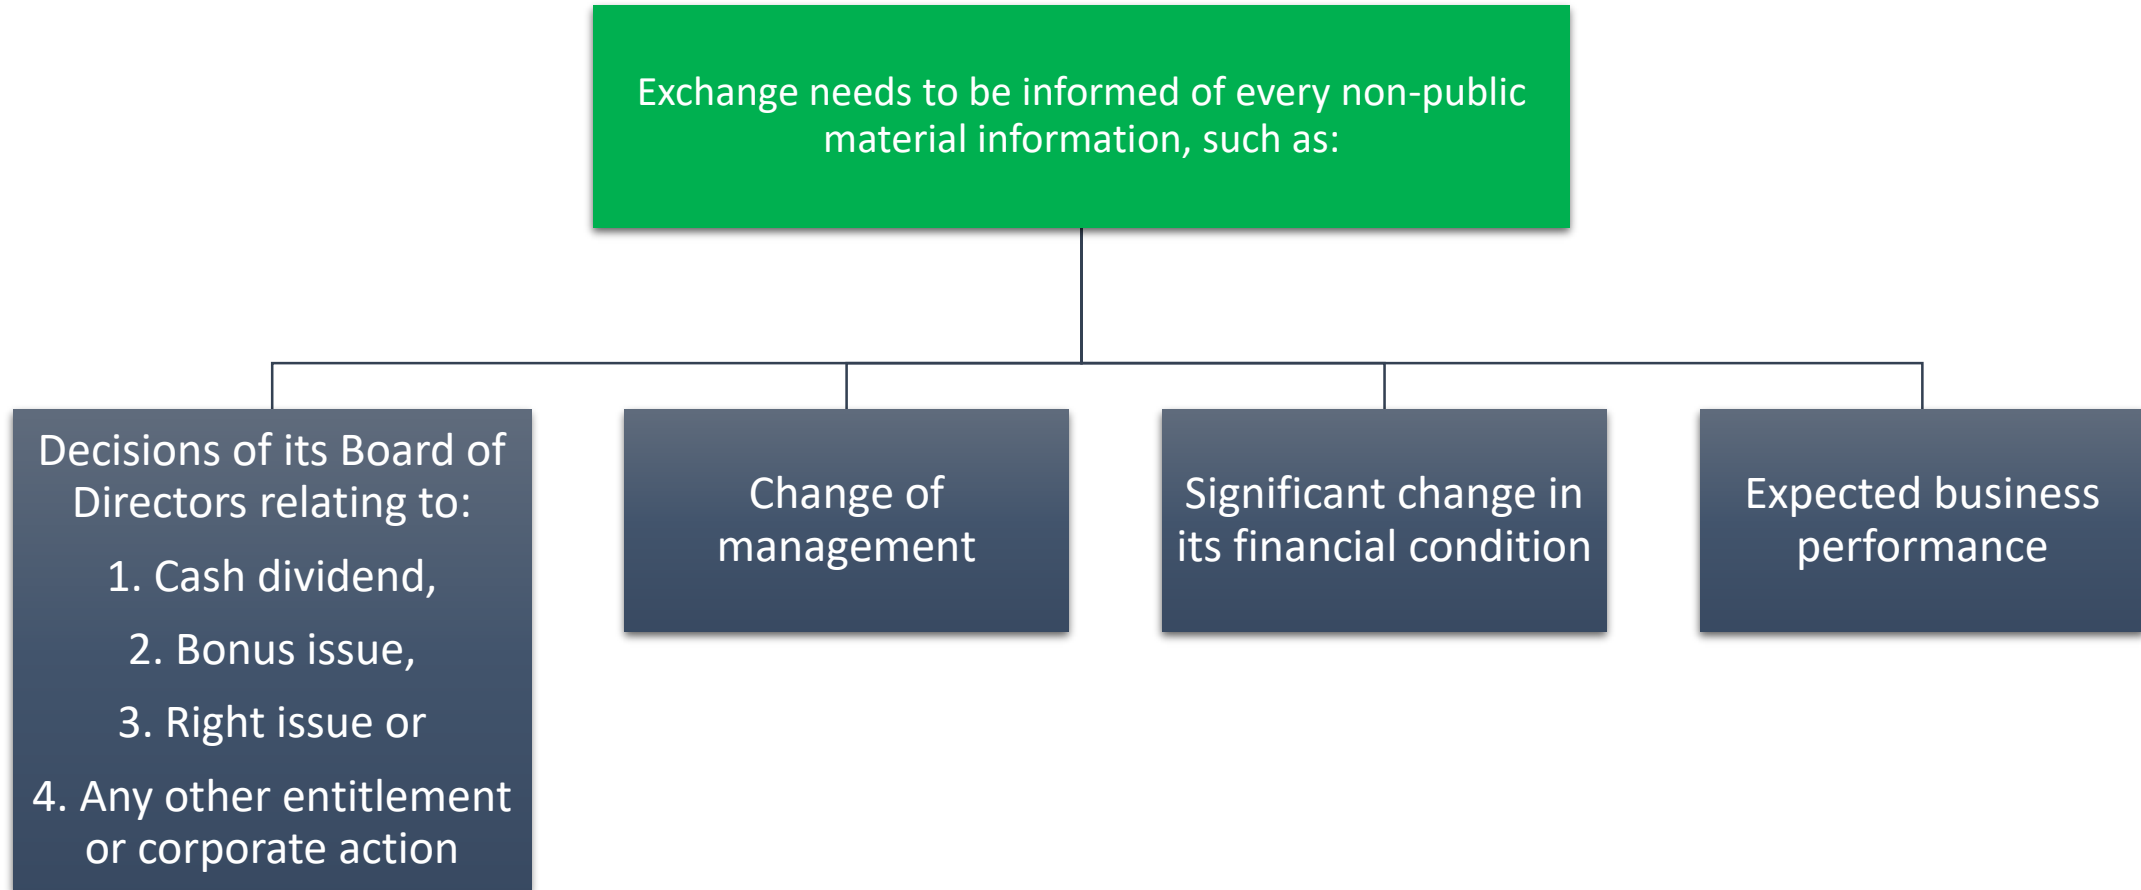 Exchange needs to be informed of every non-public
material information, such as:
Decisions of its Board of
Directors relating to:
1. Cash dividend,
2. Bonus issue,
3. Right issue or
4. Any other entitlement
or corporate action
Change of
management
Significant change in
its financial condition
Expected business
performance